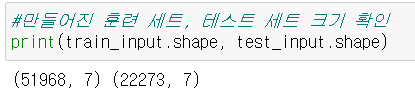 #만들어진 훈련 세트, 테스트 세트 크기 확인
print(train_input.shape, test_input.shape)
(51968, 7) (22273, 7)